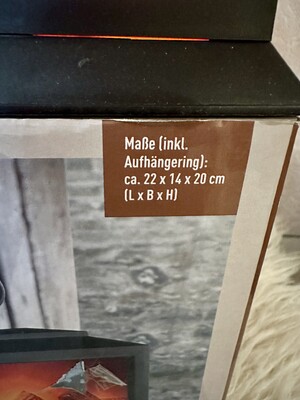 Maße (inkl.
Aufhängering):
ca. 22 x 14 x 20 cm
(L x B x H)